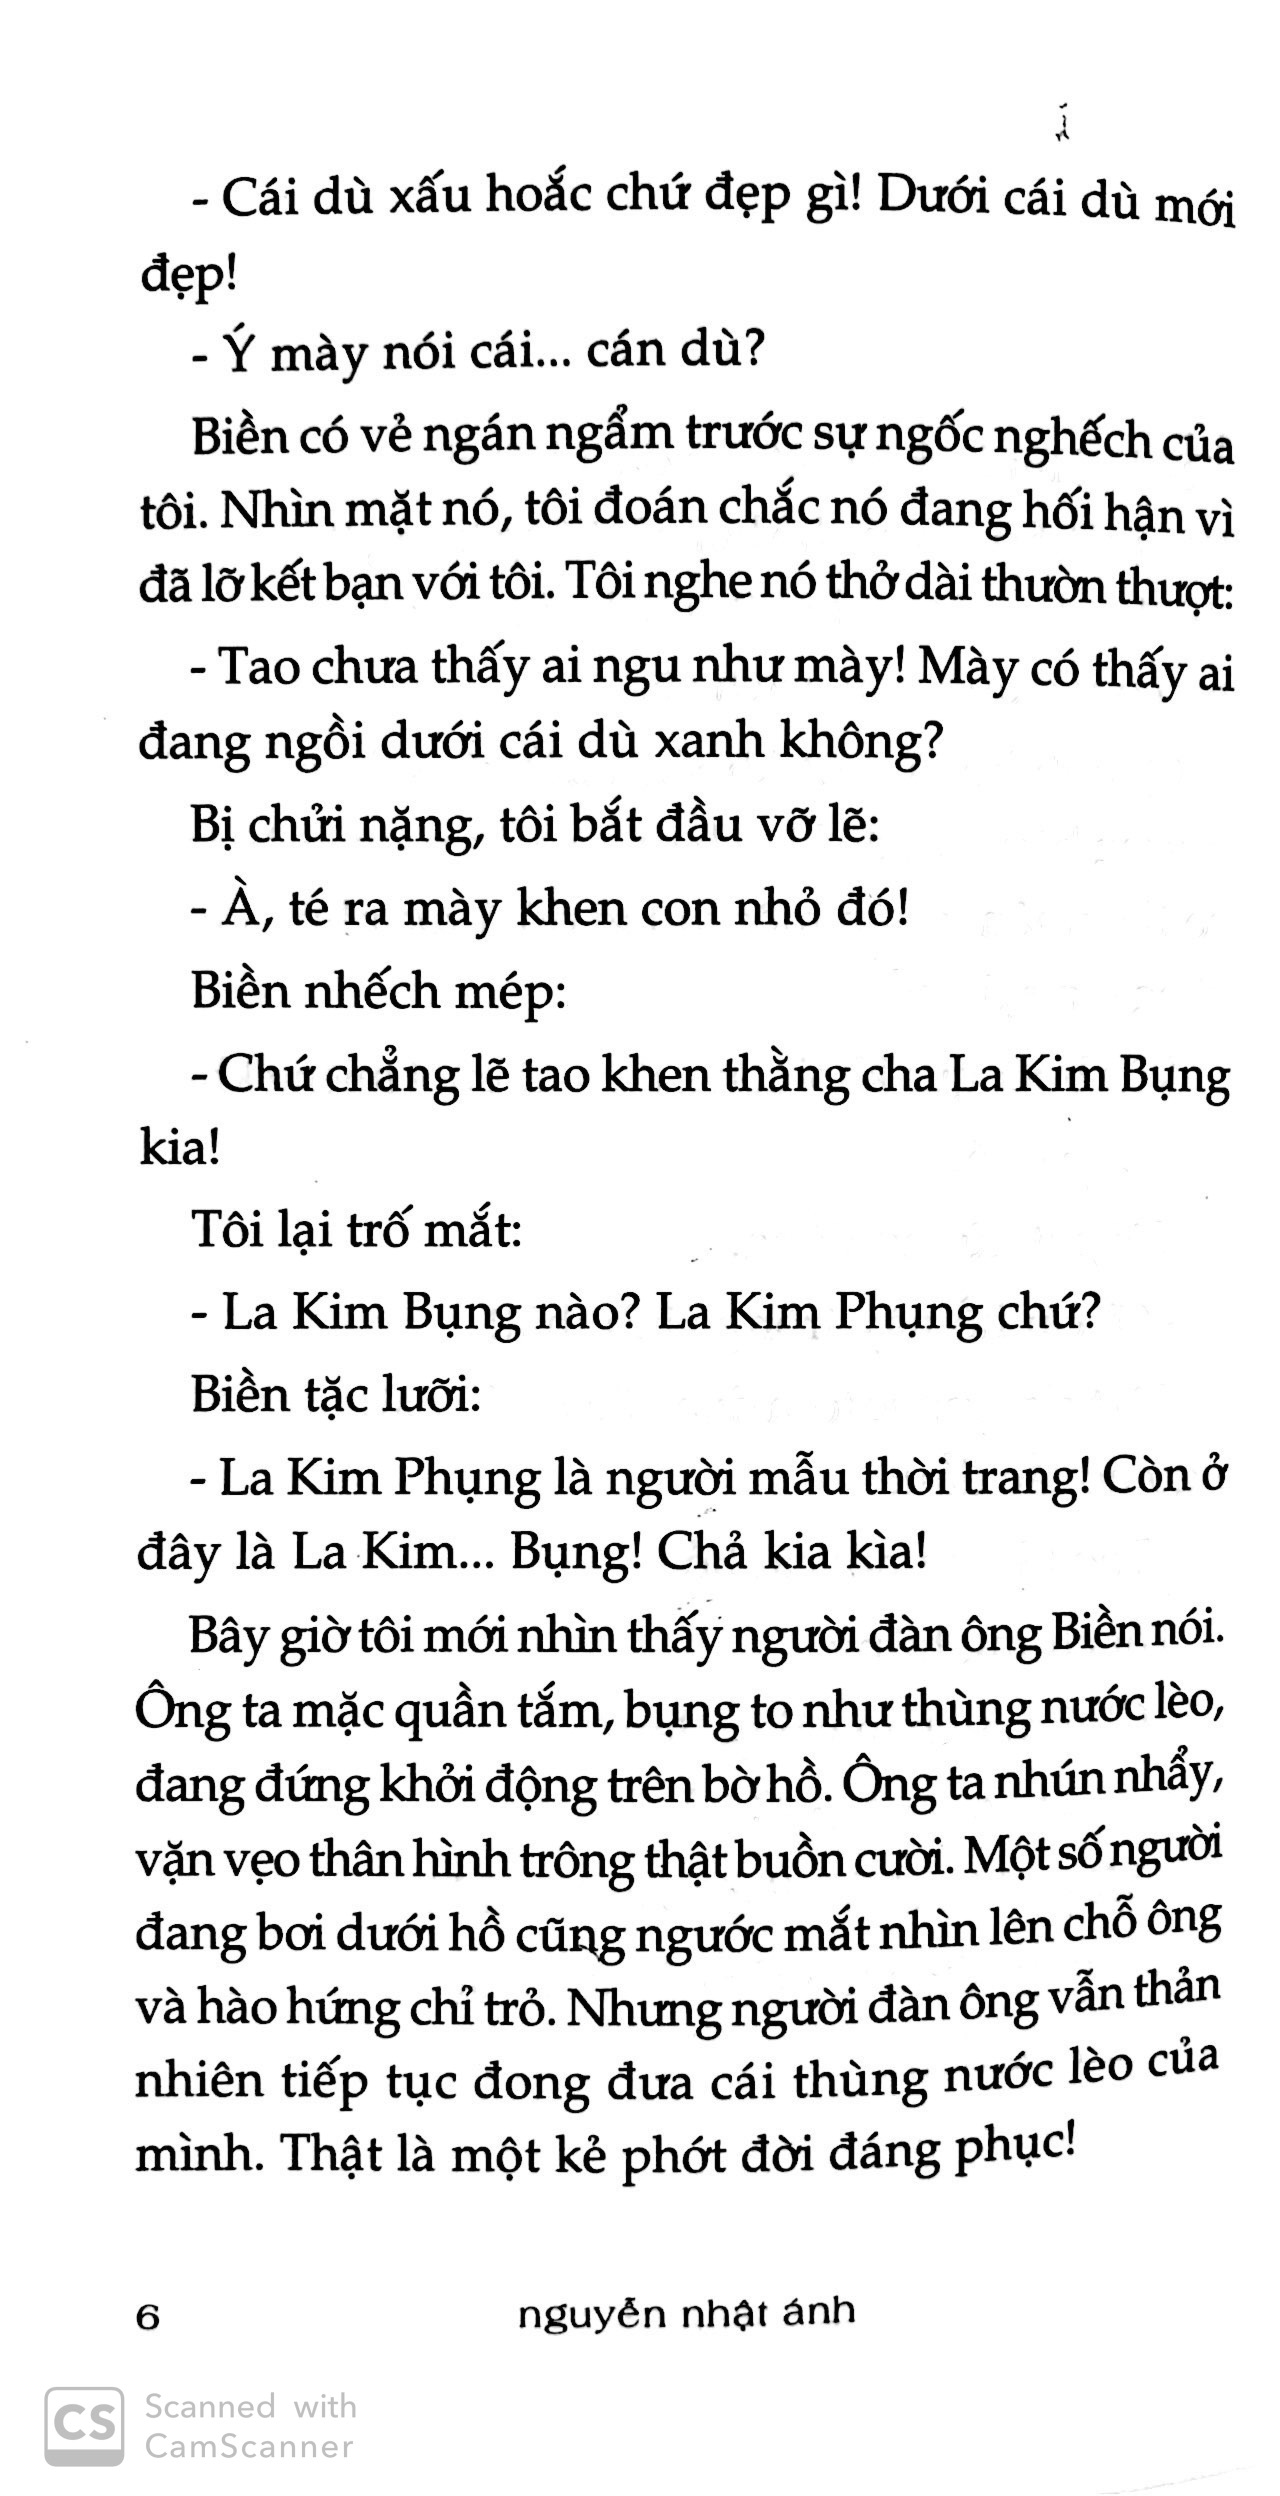 - Cái dù xấu hoắc chứ đẹp gì! Dưới cái dù mới
đẹp!
- Ý mày nói cái... cán dù?
Biền có vẻ ngán ngẩm trước sự ngốc nghếch của
tôi. Nhìn mặt nó, tôi đoán chắc nó đang hối hận vì
đã lỡ kết bạn với tôi. Tôi nghe nó thở dài thườn thượt:
- Tao chưa thấy ai ngu như mày! Mày có thấy ai
đang ngồi dưới cái dù xanh không?
Bị chửi nặng, tôi bắt đầu vỡ lẽ:
- À, té ra mày khen con nhỏ đó!
Biền nhếch mép:
- Chứ chẳng lẽ tao khen thằng cha La Kim Bụng
kia!
Tôi lại trố mắt:
- La Kim Bụng nào? La Kim Phụng chứ?
Biền tặc lưỡi:
- La Kim Phụng là người mẫu thời trang! Còn ở
đây là La Kim... Bụng! Chả kia kìa!
Bây giờ tôi mới nhìn thấy người đàn ông Biền nói.
Ông ta mặc quần tắm, bụng to như thùng nước lèo,
đang đứng khởi động trên bờ hồ. Ông ta nhún nhẩy,
vặn vẹo thân hình trông thật buồn cười. Một số người
đang bơi dưới hồ cũng ngước mắt nhìn lên chỗ ông
và hào hứng chỉ trỏ. Nhưng người đàn ông vẫn thản
nhiên tiếp tục đong đưa cái thùng nước lèo của
mình. Thật là một kẻ phớt đời đáng phục!
6 nguyễn nhật ánh
CS Scanned with
CamScanner